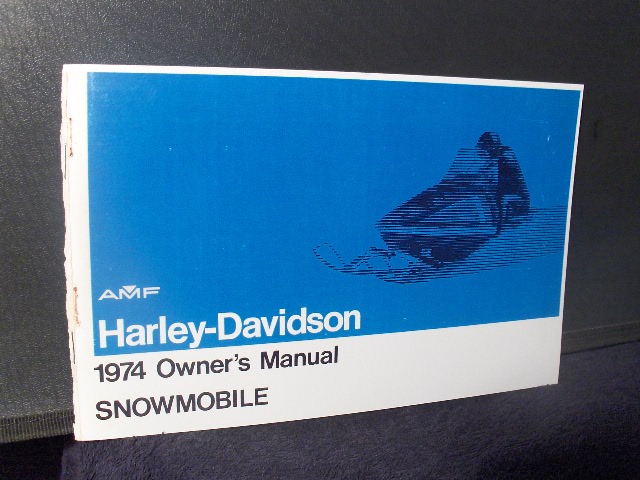 AMF
Harley-Davidson
1974 Owner's Manual
SNOWMOBILE